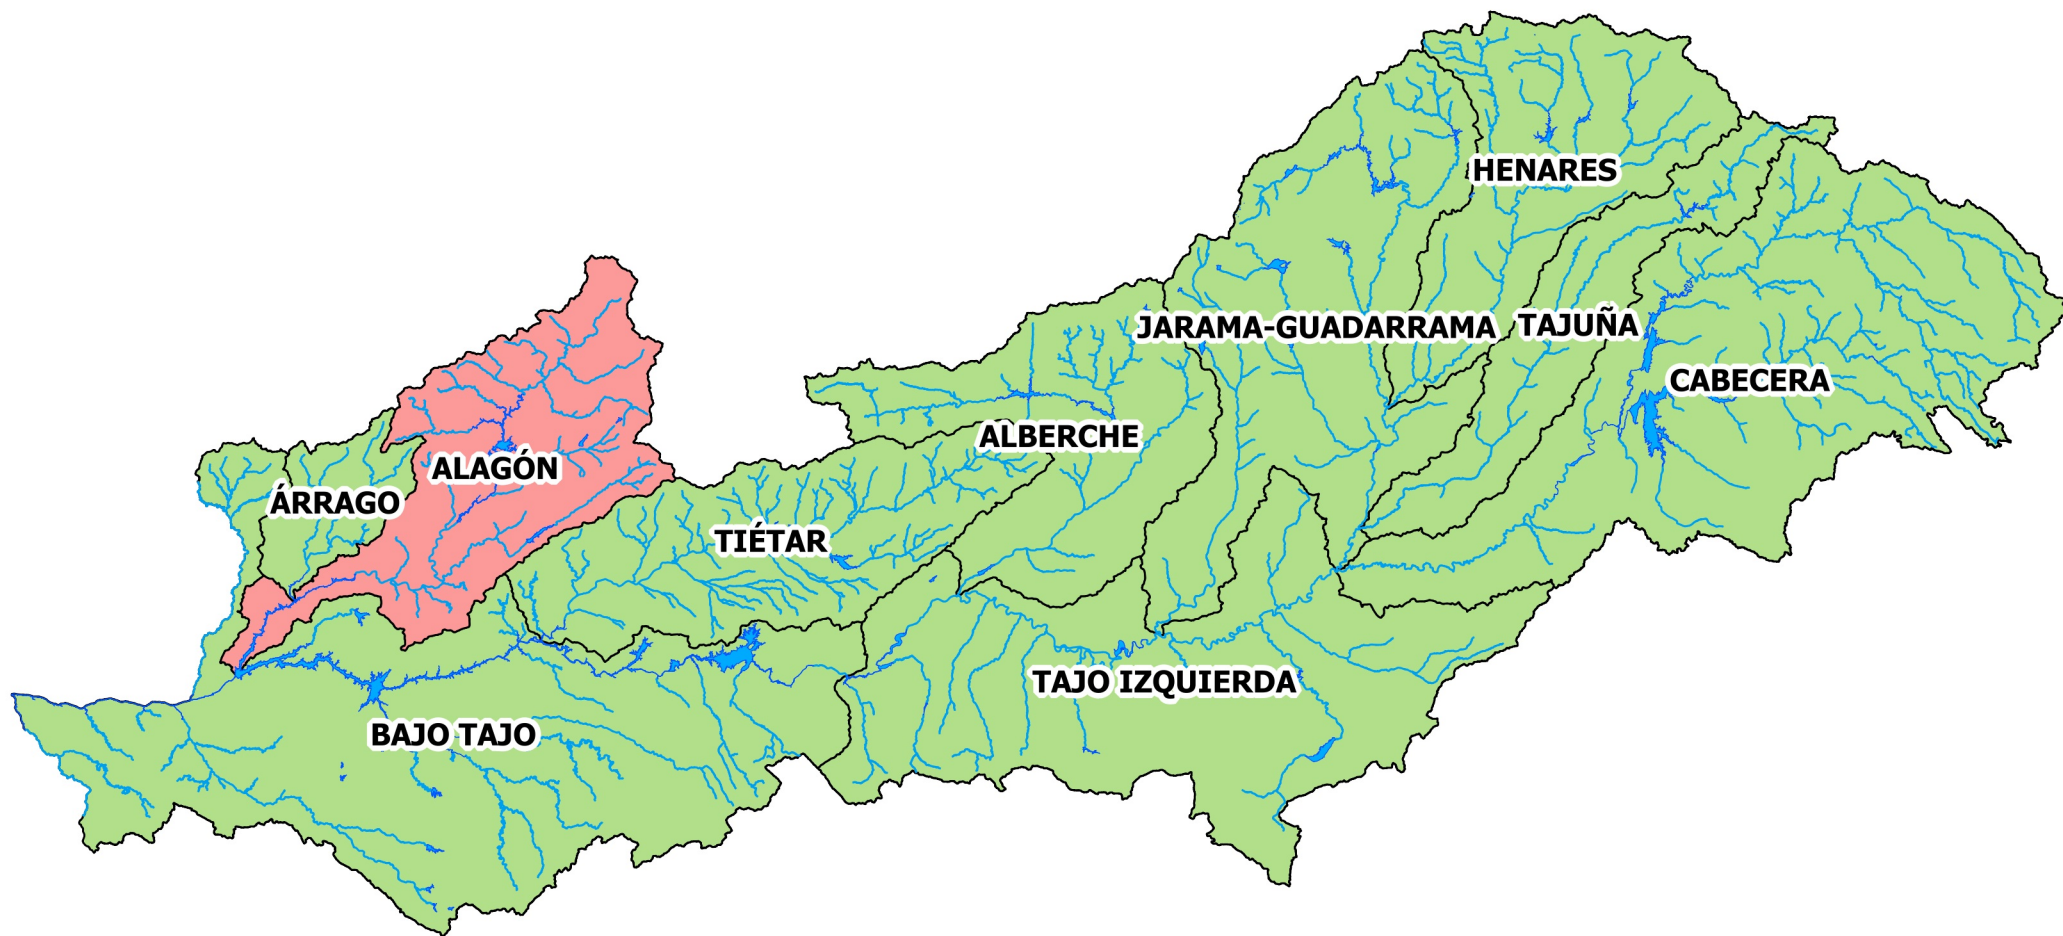 HENARES
JARAMA-GUADARRAMA
TAJUÑA
CABECERA
ALBERCHE
ALAGÓN
ÁRRAGO
TIÉTAR
TAJO IZQUIERDA
BAJO TAJO